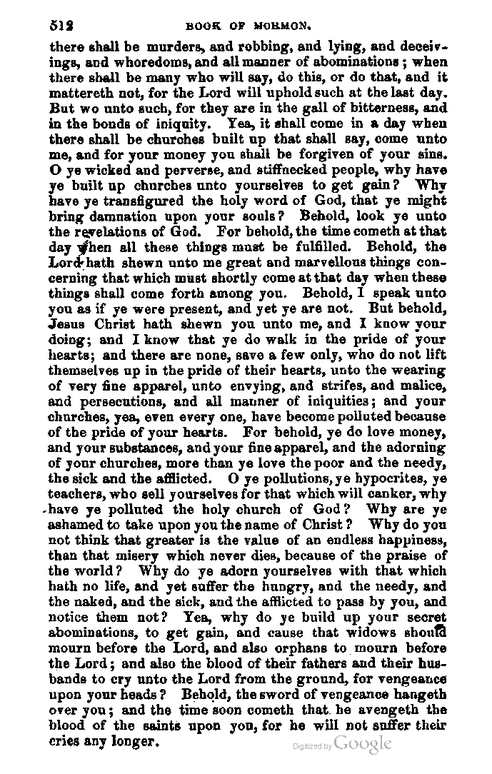 512 BOOK OF MORMON.
there shall be murders, and robbing, and lying, and deceiv-
ings, and whoredoms, and all manner of abominations; when
there shall be many who will say, do this, or do that, and it
mattereth not, for the Lord will uphold such at the last day.
But wo unto such, for they are in the gall of bitterness, and
in the bonds of iniquity. Yea, it shall come in a day when
there shall be churches built up that shall say, come unto
me, and for your money you shall be forgiven of your sins.
O ye wicked and perverse, and stiffnecked people, why have
ye built up churches unto yourselves to get gain? Why
have ye transfigured the holy word of God, that ye might
bring damnation upon your souls? Behold, look ye unto
the revelations of God. For behold, the time cometh at that
day when all these things must be fulfilled. Behold, the
Lord hath shewn unto me great and marvellous things con-
cerning that which must shortly come at that day when these
things shall come forth among you. Behold, I speak unto
you as if ye were present, and yet ye are not. But behold,
Jesus Christ hath shewn you unto me, and I know your
doing; and I know that ye do walk in the pride of your
hearts; and there are none, save a few only, who do not lift
themselves up in the pride of their hearts, unto the wearing
of very fine apparel, unto envying, and strifes, and malice,
and persecutions, and all manner of iniquities; and your
churches, yea, even every one, have become polluted because
of the pride of your hearts. For behold, ye do love money,
and your substances, and your fine apparel, and the adorning
of your churches, more than ye love the poor and the needy,
the sick and the afflicted. O ye pollutions, ye hypocrites, ye
teachers, who sell yourselves for that which will canker, why
have ye polluted the holy church of God? Why are ye
ashamed to take upon you the name of Christ? Why do you
not think that greater is the value of an endless happiness,
than that misery which never dies, because of the praise of
the world? Why do ye adorn yourselves with that which
hath no life, and yet suffer the hungry, and the needy, and
the naked, and the sick, and the afflicted to pass by you, and
notice them not? Yea, why do ye build up your secret
abominations, to get gain, and cause that widows should
mourn before the Lord, and also orphans to mourn before
the Lord; and also the blood of their fathers and their hus-
bands to cry unto the Lord from the ground, for vengeance
upon your heads? Behold, the sword of vengeance hangeth
over you; and the time soon cometh that he avengeth the
blood of the saints upon you, for he will not suffer their
cries any longer.
Digitized by Google